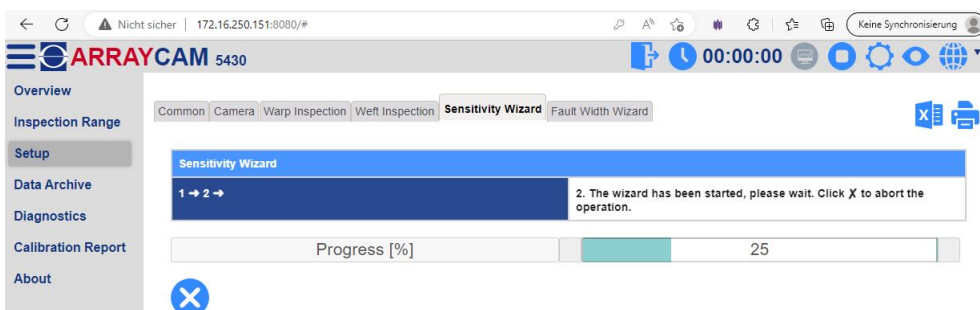 Nicht sicher | 172.16.250.151:8080/#
Keine Synchronisierung
ARRAYCAM 5430
00:00:00
Overview
Inspection Range
Setup
Data Archive
Diagnostics
Calibration Report
About
Common Camera Warp Inspection Weft Inspection Sensitivity Wizard Fault Width Wizard
Sensitivity Wizard
1 → 2 →
2. The wizard has been started, please wait. Click X to abort the
operation.
Progress [%] 25